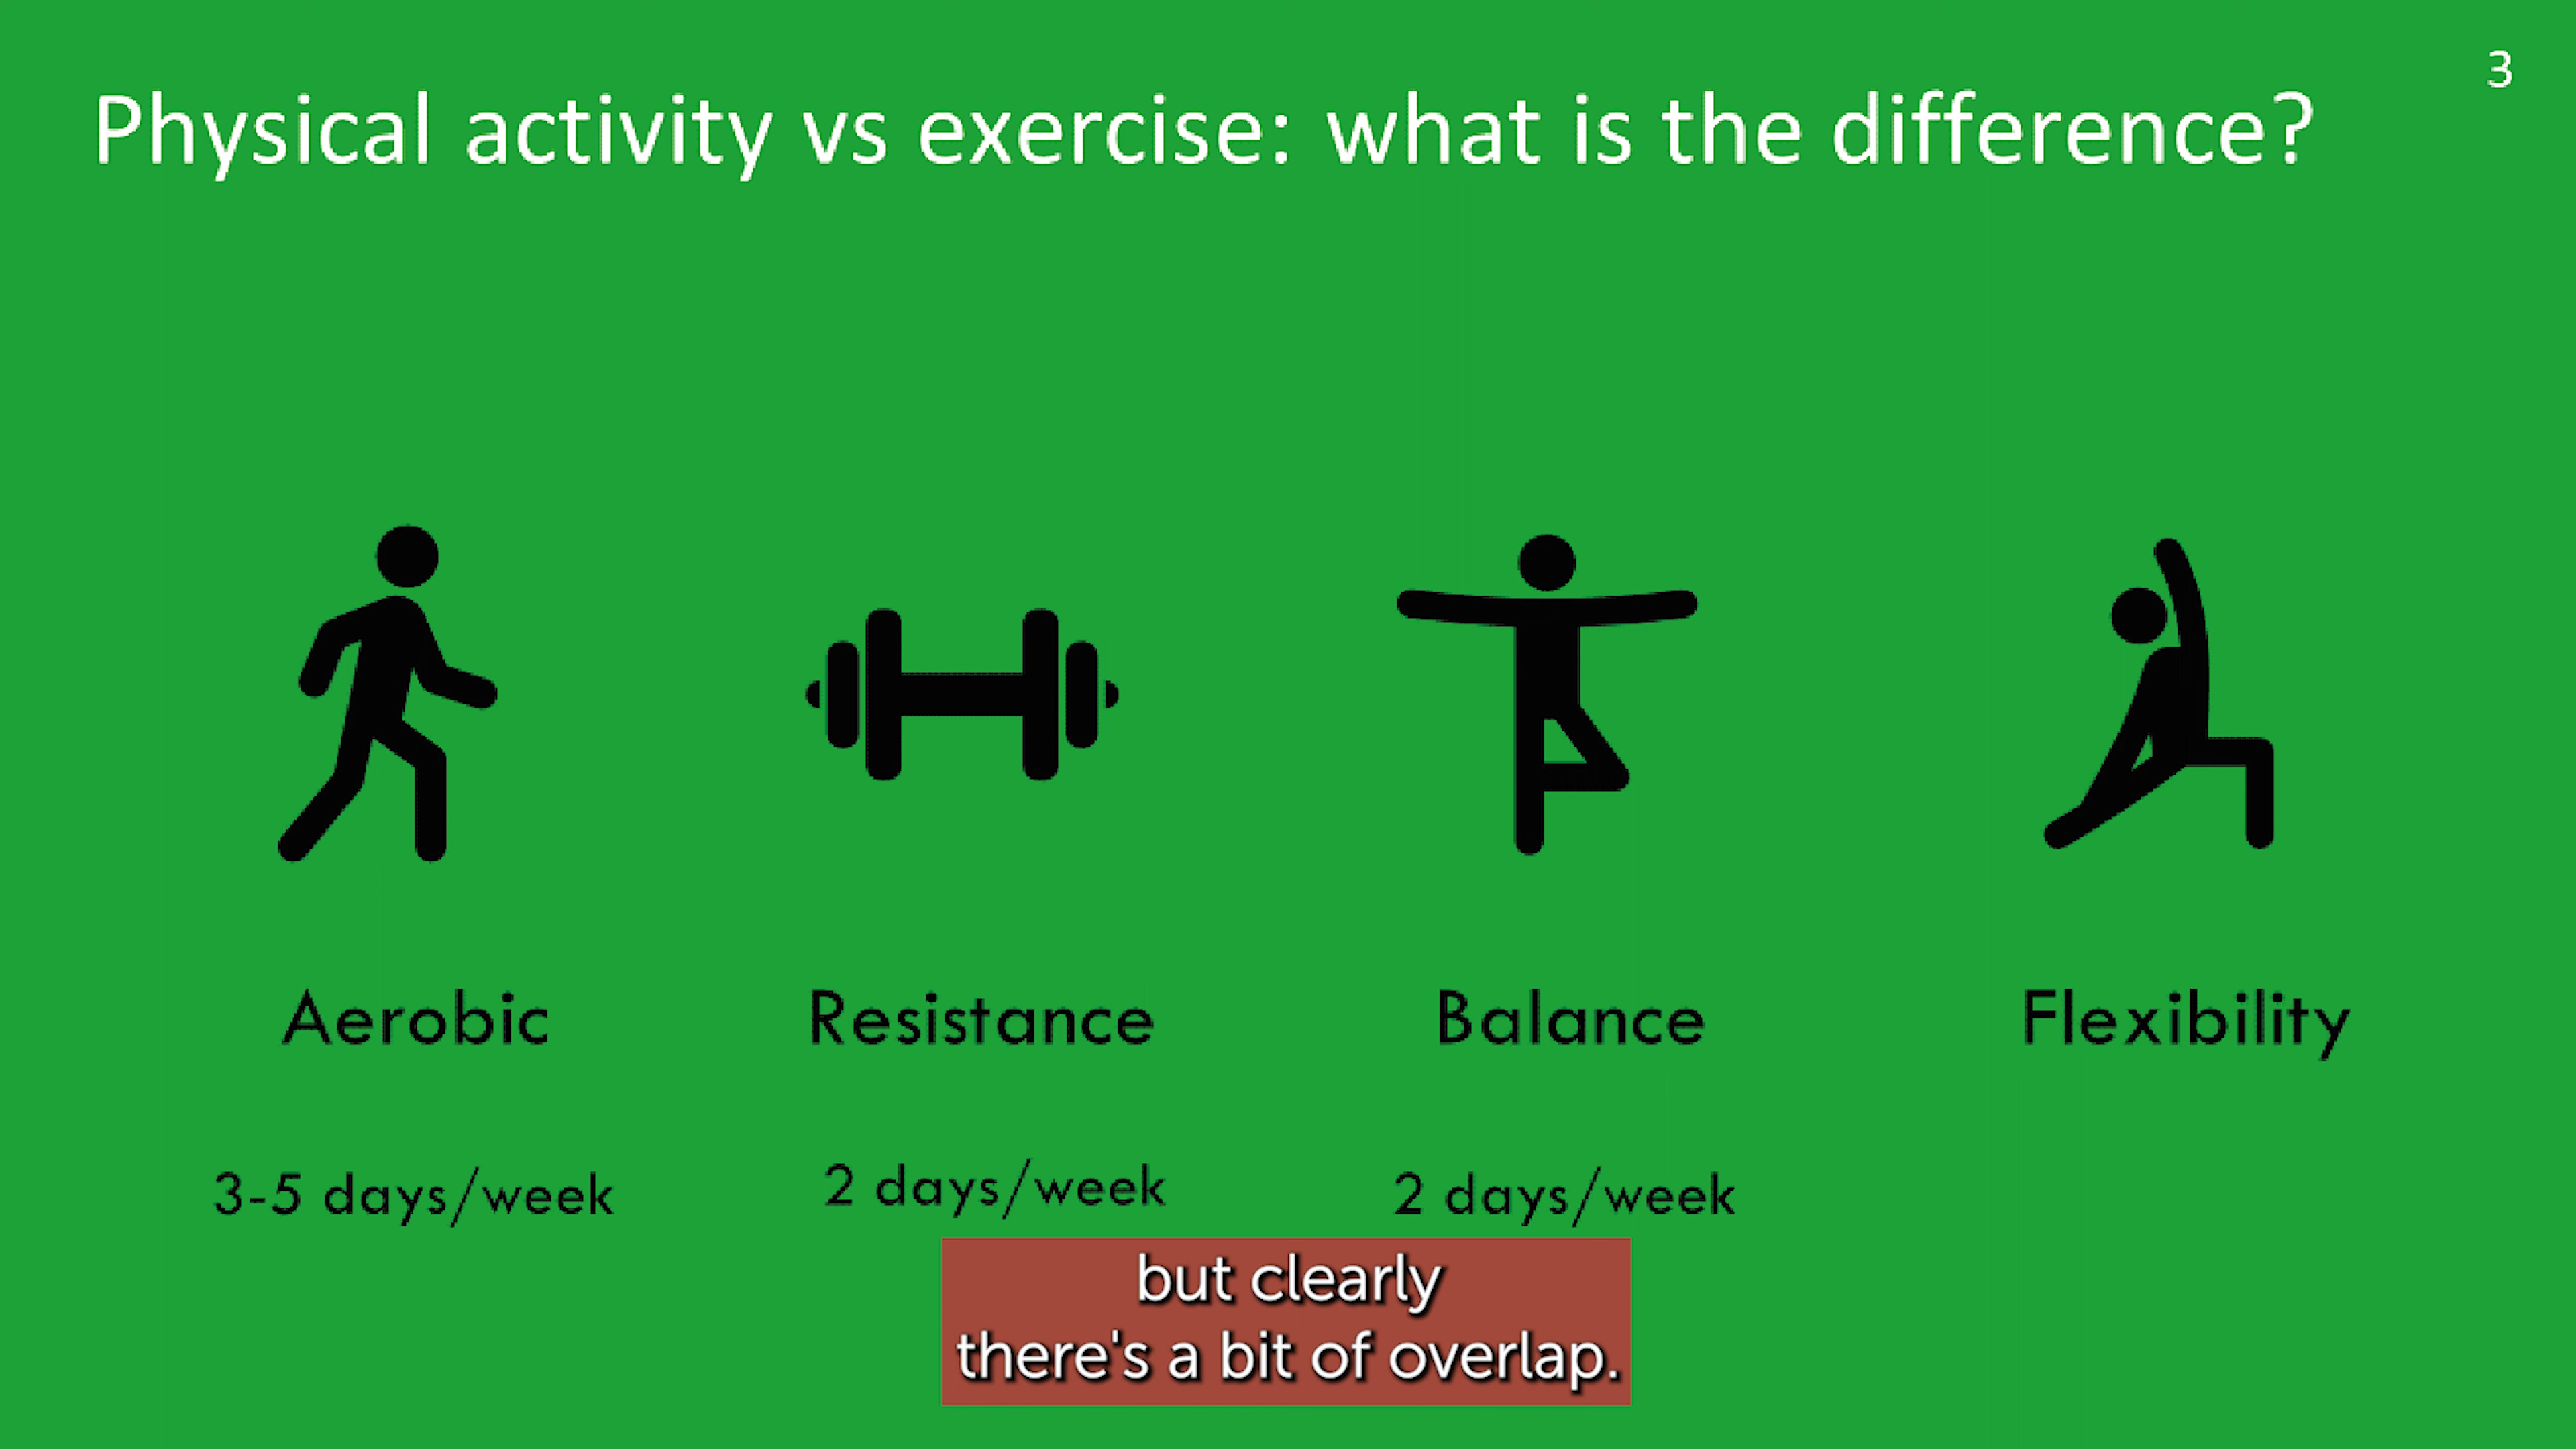 3
Physical activity vs exercise: what is the difference?
Aerobic
Resistance
Balance
Flexibility
3-5 days/week
2 days/week
2 days/week
but clearly
there's a bit of overlap.